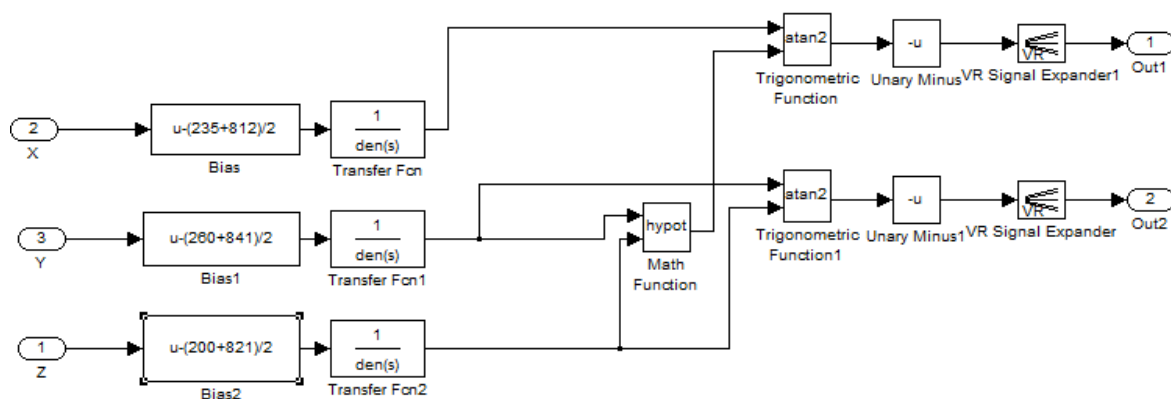 atan2
Trigonometric
Function
-u
Unary Minus
VR
VR Signal Expander1
1
Out1
2
X
u-(235+812)/2
Bias
1
den(s)
Transfer Fcn
3
Y
u-(260+841)/2
Bias1
1
den(s)
Transfer Fcn1
hypot
Math
Function
atan2
Trigonometric
Function1
-u
Unary Minus1
VR
VR Signal Expander
2
Out2
1
Z
u-(200+821)/2
Bias2
1
den(s)
Transfer Fcn2